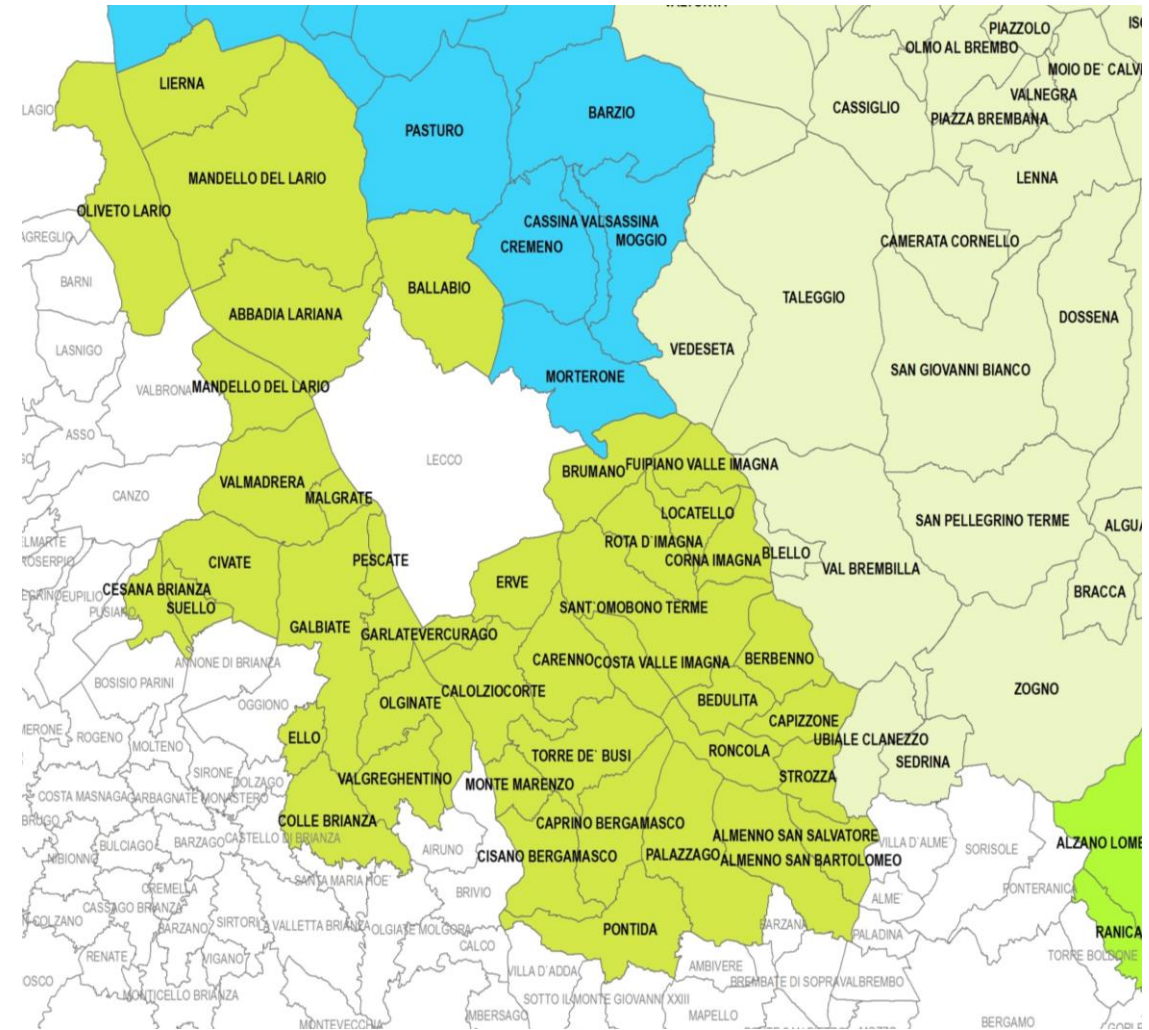 PIAZZOLO
OLMO AL BREMBO
LIERNA
MOIO DE` CALVI
VALNEGRA
CASSIGLIO
BARZIO
PIAZZA BREMBANA
PASTURO
MANDELLO DEL LARIO
LENNA
OLIVETO LARIO
CASSINA VALSASSINA
AGREGLIO
CREMENO
MOGGIO
CAMERATA CORNELLO
BARNI
BALLABIO
TALEGGIO
ABBADIA LARIANA
DOSSENA
LASNIGO
VEDESETA
SAN GIOVANNI BIANCO
MORTERONE
VALBRONA
MANDELLO DEL LARIO
ASSO
LECCO
BRUMANO
FUIPIANO VALLE IMAGNA
VALMADRERA
CANZO
MALGRATE
LOCATELLO
SAN PELLEGRINO TERME
ALGUA
ROTA D`IMAGNA
CORNA IMAGNA
BLELLO
CIVATE
PESCATE
VAL BREMBILLA
ERVE
CESANA BRIANZA
EUPILIO
PUSIANO
SUELLO
BRACCA
SANT`OMOBONO TERME
GALBIATE
GARLATE
VERCURAGO
ANNONE DI BRIANZA
CARENNO
COSTA VALLE IMAGNA
BERBENNO
BOSISIO PARINI
CALOLZIOCORTE
ZOGNO
OGGIONO
OLGINATE
BEDULITA
CAPIZZONE
ROGENO
ELLO
UBIALE CLANEZZO
MOLTENO
TORRE DE` BUSI
RONCOLA
SEDRINA
SIRONE
DOLZAGO
VALGREGHENTINO
MONTE MARENZO
STROZZA
COSTA MASNAGA
GARBAGNATE MONASTERO
COLLE BRIANZA
CAPRINO BERGAMASCO
ALMENNO SAN SALVATORE
BULCIAGO
BARZAGO
CASTELLO DI BRIANZA
AIRUNO
VILLA D`ALME`
SORISOLE
ALZANO LOMB
NIBIONNO
CISANO BERGAMASCO
PALAZZAGO
ALMENNO SAN BARTOLOMEO
CREMELLA
SANTA MARIA HOE`
BRIVIO
PONTERANICA
ALME`
CASSAGO BRIANZA
BARZANO`
SIRTORI
LA VALLETTA BRIANZA
OLGIATE MOLGORA
PONTIDA
BARZANA
PALADINA
RANICA
CALCO
RENATE
VIGANO`
TORRE BOLDONE
VILLA D`ADDA
AMBIVERE
BREMBATE DI SOPRA
VALBREMBO
MONTICELLO BRIANZA
SOTTO IL MONTE GIOVANNI XXIII
MAPELLO
MONTEVECCHIA
BERGAMO